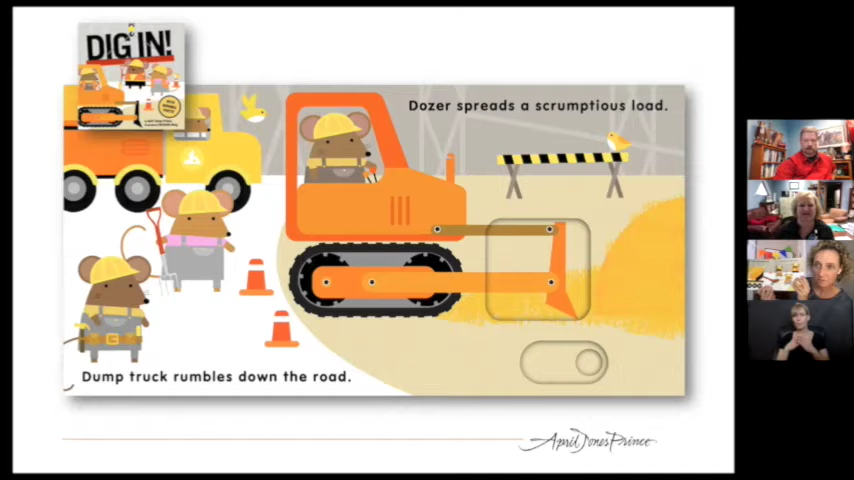 DIG IN!
Dozer spreads a scrumptious load.
Dump truck rumbles down the road.
April Jones Prince